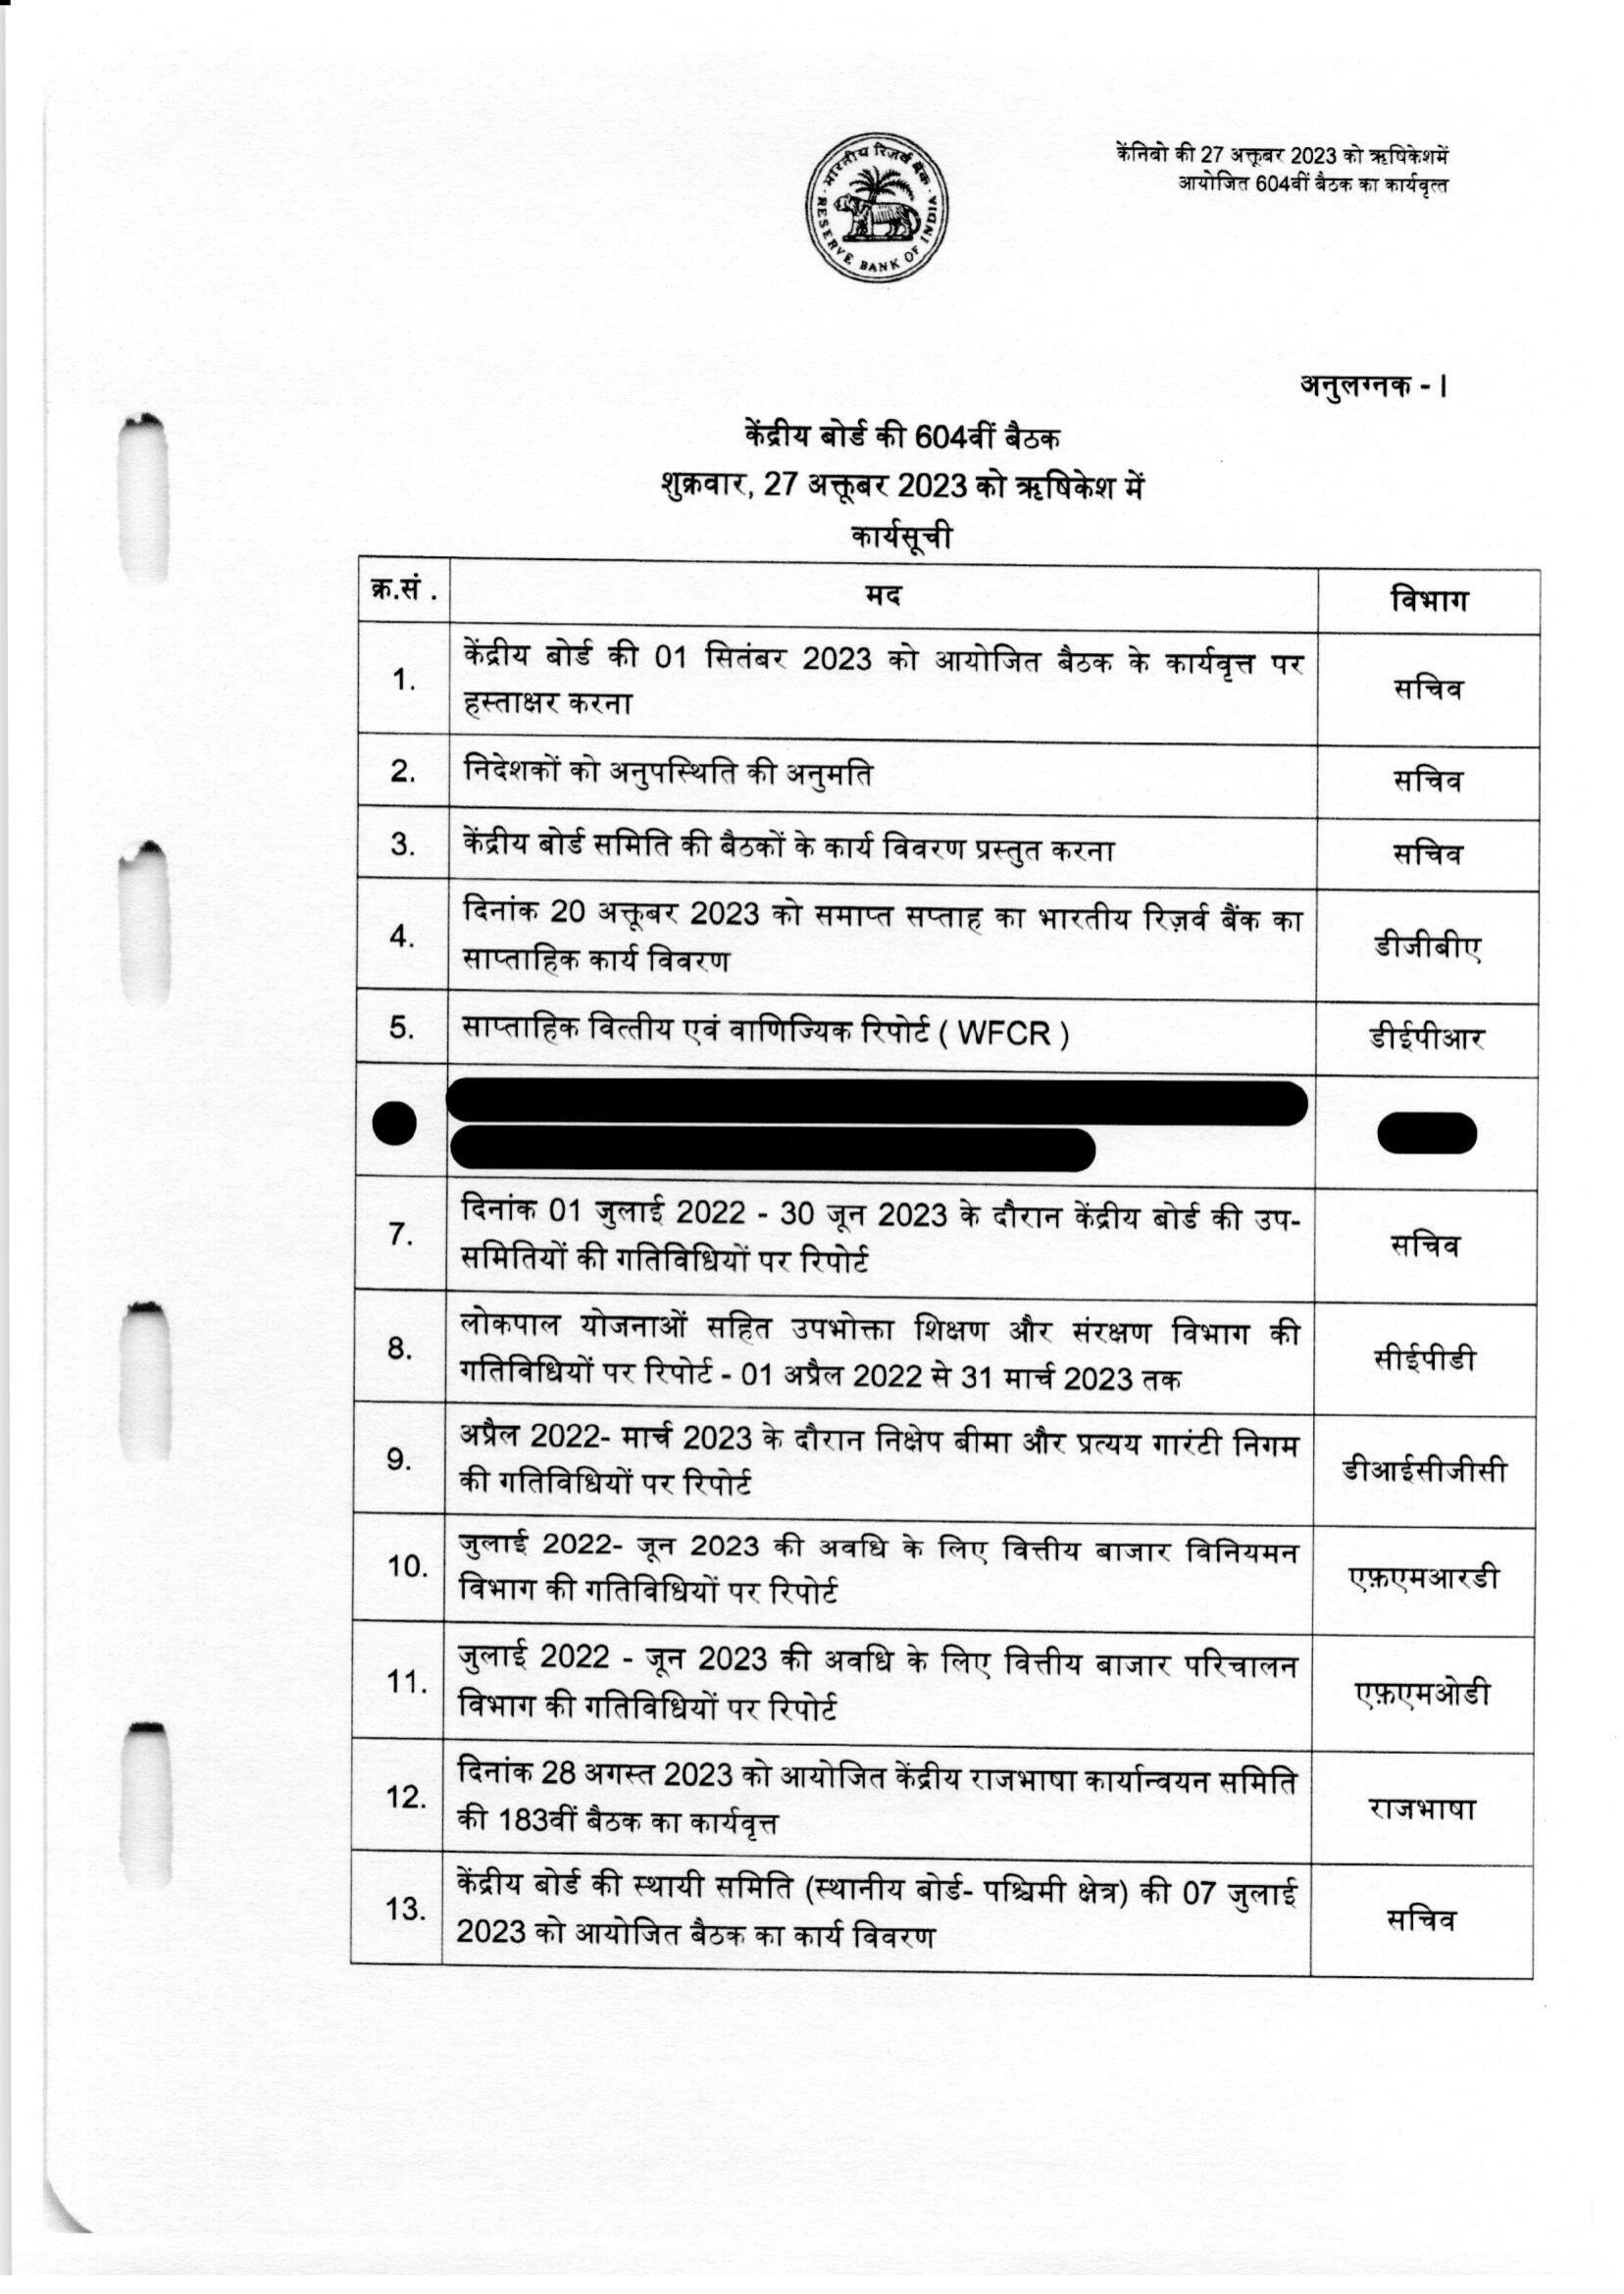 भारतीय रिज़र्व बैंक
RESERVE BANK OF INDIA
केंनिबो की 27 अक्तूबर 2023 को ऋषिकेशमें
आयोजित 604वीं बैठक का कार्यवृत्त
अनुलग्नक - I
केंद्रीय बोर्ड की 604वीं बैठक
शुक्रवार, 27 अक्तूबर 2023 को ऋषिकेश में
कार्यसूची
क्र.सं . मद विभाग
1. केंद्रीय बोर्ड की 01 सितंबर 2023 को आयोजित बैठक के कार्यवृत्त पर
हस्ताक्षर करना सचिव
2. निदेशकों को अनुपस्थिति की अनुमति सचिव
3. केंद्रीय बोर्ड समिति की बैठकों के कार्य विवरण प्रस्तुत करना सचिव
4. दिनांक 20 अक्तूबर 2023 को समाप्त सप्ताह का भारतीय रिज़र्व बैंक का
साप्ताहिक कार्य विवरण डीजीबीए
5. साप्ताहिक वित्तीय एवं वाणिज्यिक रिपोर्ट ( WFCR ) डीईपीआर
7. दिनांक 01 जुलाई 2022 - 30 जून 2023 के दौरान केंद्रीय बोर्ड की उप-
समितियों की गतिविधियों पर रिपोर्ट सचिव
8. लोकपाल योजनाओं सहित उपभोक्ता शिक्षण और संरक्षण विभाग की
गतिविधियों पर रिपोर्ट - 01 अप्रैल 2022 से 31 मार्च 2023 तक सीईपीडी
9. अप्रैल 2022- मार्च 2023 के दौरान निक्षेप बीमा और प्रत्यय गारंटी निगम
की गतिविधियों पर रिपोर्ट डीआईसीजीसी
10. जुलाई 2022- जून 2023 की अवधि के लिए वित्तीय बाजार विनियमन
विभाग की गतिविधियों पर रिपोर्ट एफ़एमआरडी
11. जुलाई 2022 - जून 2023 की अवधि के लिए वित्तीय बाजार परिचालन
विभाग की गतिविधियों पर रिपोर्ट एफ़एमओडी
12. दिनांक 28 अगस्त 2023 को आयोजित केंद्रीय राजभाषा कार्यान्वयन समिति
की 183वीं बैठक का कार्यवृत्त राजभाषा
13. केंद्रीय बोर्ड की स्थायी समिति (स्थानीय बोर्ड- पश्चिमी क्षेत्र) की 07 जुलाई
2023 को आयोजित बैठक का कार्य विवरण सचिव